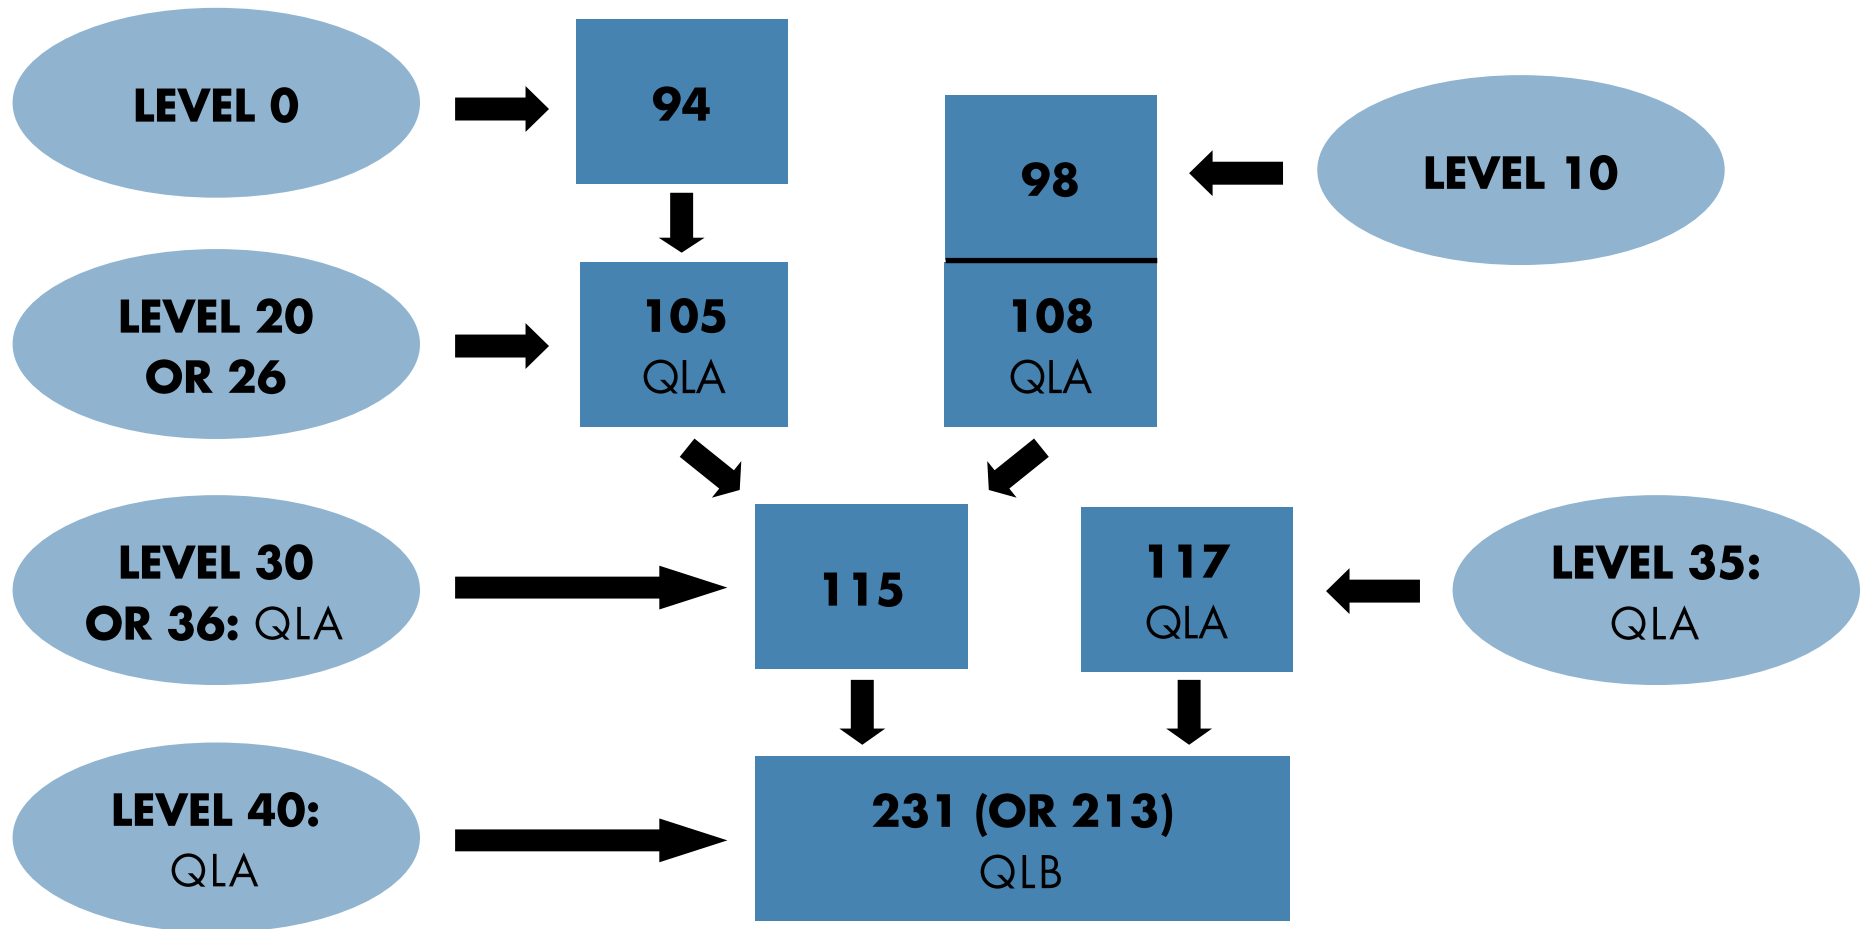 LEVEL 0
94
98
LEVEL 10
LEVEL 20
OR 26
105
QLA
108
QLA
LEVEL 30
OR 36: QLA
115
117
QLA
LEVEL 35:
QLA
LEVEL 40:
QLA
231 (OR 213)
QLB